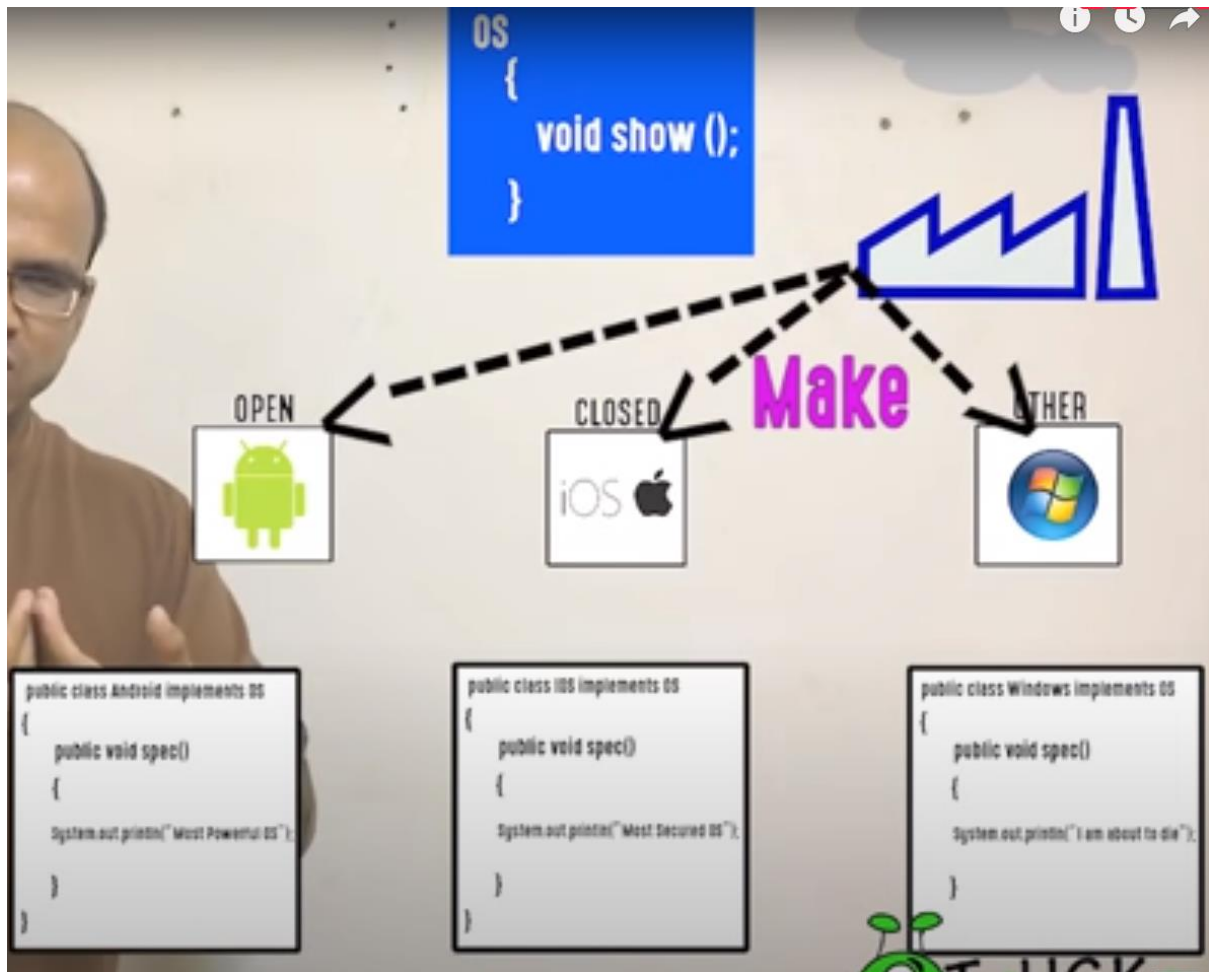 OS
{
void show ();
}
Make
OPEN
CLOSED
OTHER
iOS
public class Android implements OS
{
public void spec()
{
System.out.println("Most Powerful OS");
}
}
public class IOS implements OS
{
public void spec()
{
System.out.println("Most Secured OS");
}
}
public class Windows implements OS
{
public void spec()
{
System.out.println("I am about to die");
}